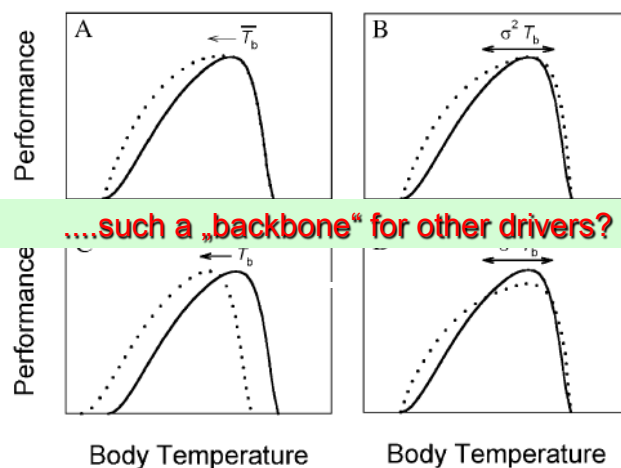 A
T̅b
B
σ² Tb
Performance
....such a „backbone“ for other drivers?
Tb
Performance
Body Temperature
Body Temperature